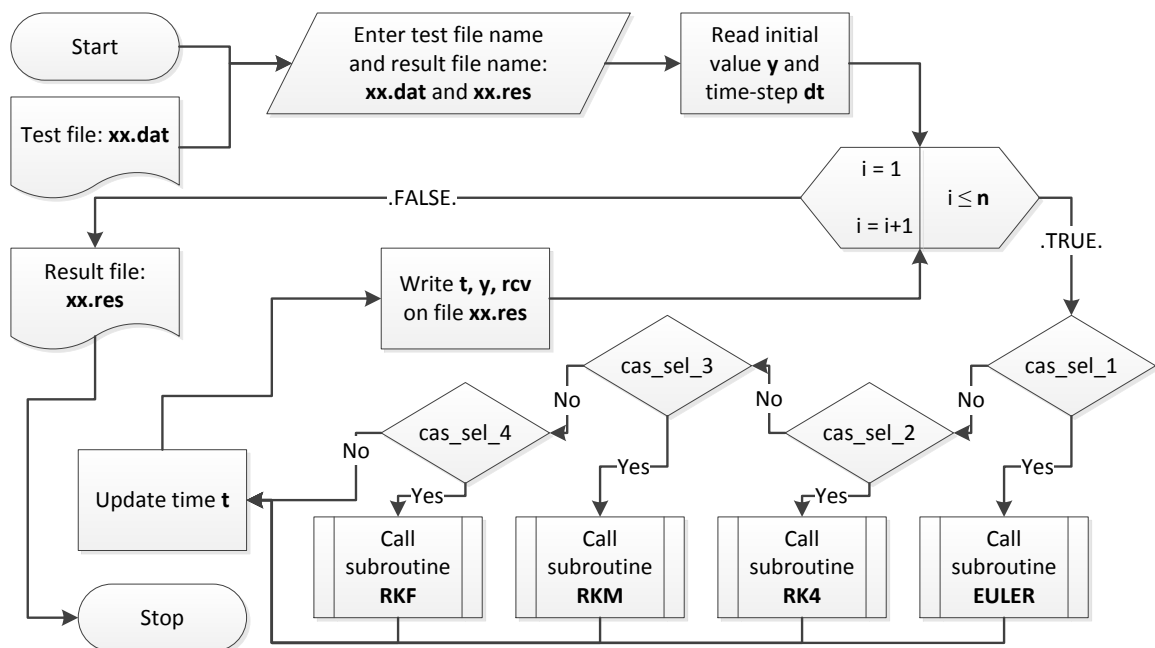 Start
Enter test file name
and result file name:
xx.dat and xx.res
Read initial
value y and
time-step dt
Test file: xx.dat
i = 1
i = i+1
i ≤ n
.FALSE.
.TRUE.
Result file:
xx.res
Write t, y, rcv
on file xx.res
cas_sel_1
No
cas_sel_2
No
cas_sel_3
No
cas_sel_4
No
Yes
Yes
Yes
Yes
Update time t
Call
subroutine
RKF
Call
subroutine
RKM
Call
subroutine
RK4
Call
subroutine
EULER
Stop